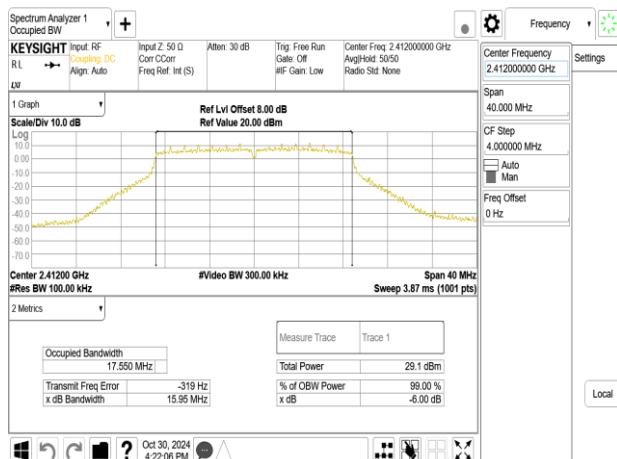 Spectrum Analyzer 1
Occupied BW
+
Frequency
KEYSIGHT
RL
LXI
Input: RF
Coupling: DC
Align: Auto
Input Z: 50 Ω
Corr CCorr
Freq Ref: Int (S)
Atten: 30 dB
Trig: Free Run
Gate: Off
#IF Gain: Low
Center Freq: 2.412000000 GHz
Avg|Hold: 50/50
Radio Std: None
Center Frequency
2.412000000 GHz
Settings
Span
40.000 MHz
CF Step
4.000000 MHz
Auto
Man
Freq Offset
0 Hz
1 Graph
Scale/Div 10.0 dB
Ref Lvl Offset 8.00 dB
Ref Value 20.00 dBm
Log
10.0
0.00
-10.0
-20.0
-30.0
-40.0
-50.0
-60.0
-70.0
Center 2.41200 GHz
#Res BW 100.00 kHz
#Video BW 300.00 kHz
Span 40 MHz
Sweep 3.87 ms (1001 pts)
2 Metrics
Measure Trace Trace 1
Occupied Bandwidth
17.550 MHz
Total Power 29.1 dBm
Transmit Freq Error -319 Hz
% of OBW Power 99.00 %
x dB Bandwidth 15.95 MHz
x dB -6.00 dB
Local
?
Oct 30, 2024
4:22:06 PM